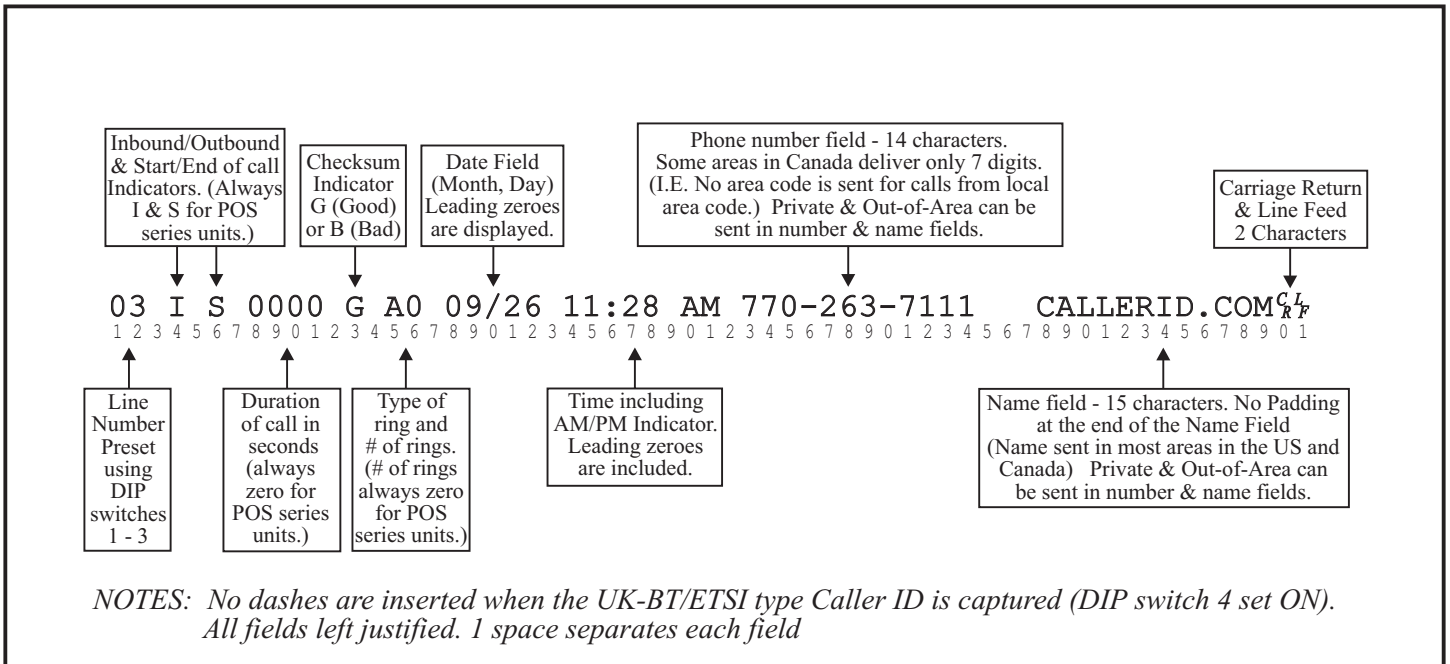 Inbound/Outbound
& Start/End of call
Indicators. (Always
I & S for POS
series units.)
Checksum
Indicator
G (Good)
or B (Bad)
Date Field
(Month, Day)
Leading zeroes
are displayed.
Phone number field - 14 characters.
Some areas in Canada deliver only 7 digits.
(I.E. No area code is sent for calls from local
area code.) Private & Out-of-Area can be
sent in number & name fields.
Carriage Return
& Line Feed
2 Characters
03 I S 0000 G A0 09/26 11:28 AM 770-263-7111 CALLERID.COM CR LF
1 2 3 4 5 6 7 8 9 0 1 2 3 4 5 6 7 8 9 0 1 2 3 4 5 6 7 8 9 0 1 2 3 4 5 6 7 8 9 0 1 2 3 4 5 6 7 8 9 0 1 2 3 4 5 6 7 8 9 0 1
Line
Number
Preset
using
DIP
switches
1 - 3
Duration
of call in
seconds
(always
zero for
POS series
units.)
Type of
ring and
# of rings.
(# of rings
always zero
for POS
series units.)
Time including
AM/PM Indicator.
Leading zeroes
are included.
Name field - 15 characters. No Padding
at the end of the Name Field
(Name sent in most areas in the US and
Canada) Private & Out-of-Area can
be sent in number & name fields.
NOTES: No dashes are inserted when the UK-BT/ETSI type Caller ID is captured (DIP switch 4 set ON).
All fields left justified. 1 space separates each field